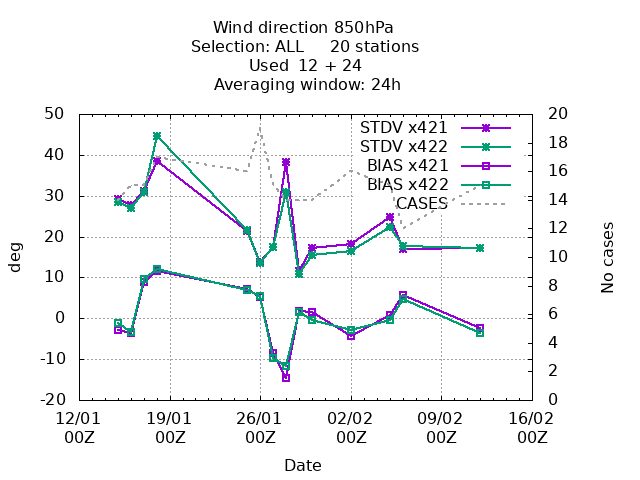 Wind direction 850hPa
Selection: ALL     20 stations
Used  12 + 24
Averaging window: 24h
STDV x421
STDV x422
BIAS x421
BIAS x422
CASES
deg
50
40
30
20
10
0
-10
-20
No cases
20
18
16
14
12
10
8
6
4
2
0
12/01 19/01 26/01 02/02 09/02 16/02
00Z 00Z 00Z 00Z 00Z 00Z
Date